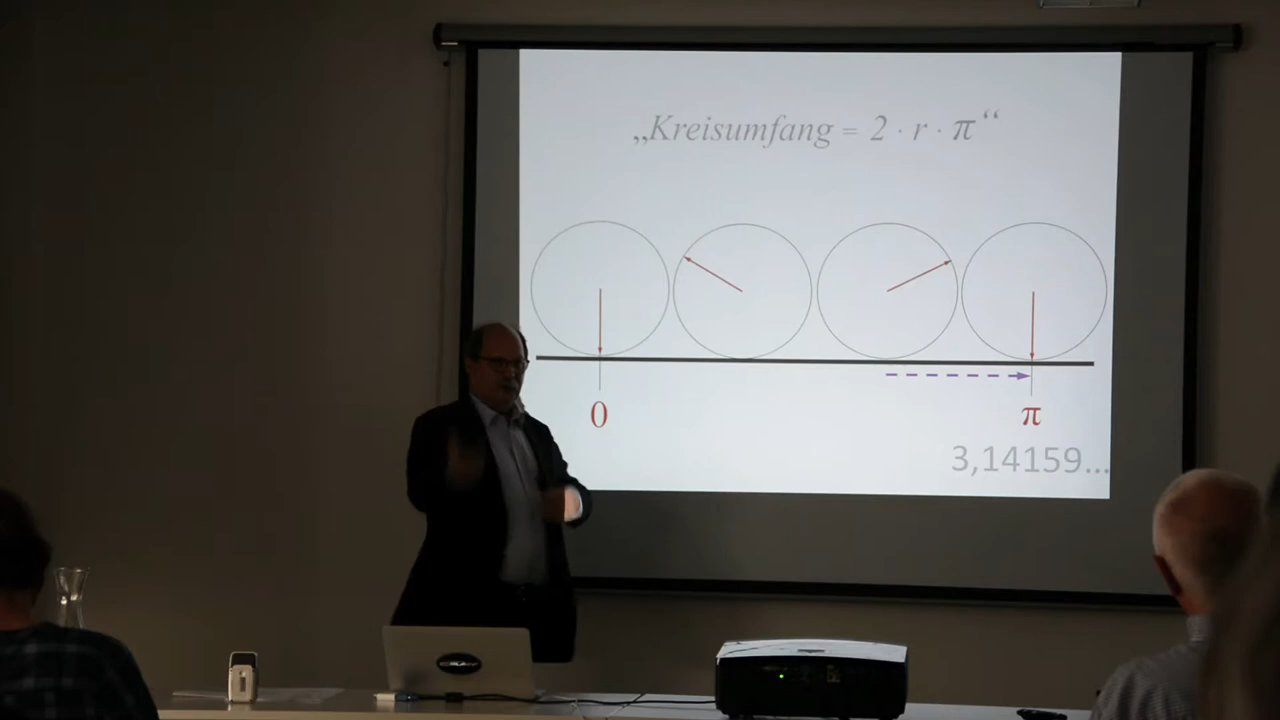 „Kreisumfang = 2 · r · π“
0
π
3,14159...